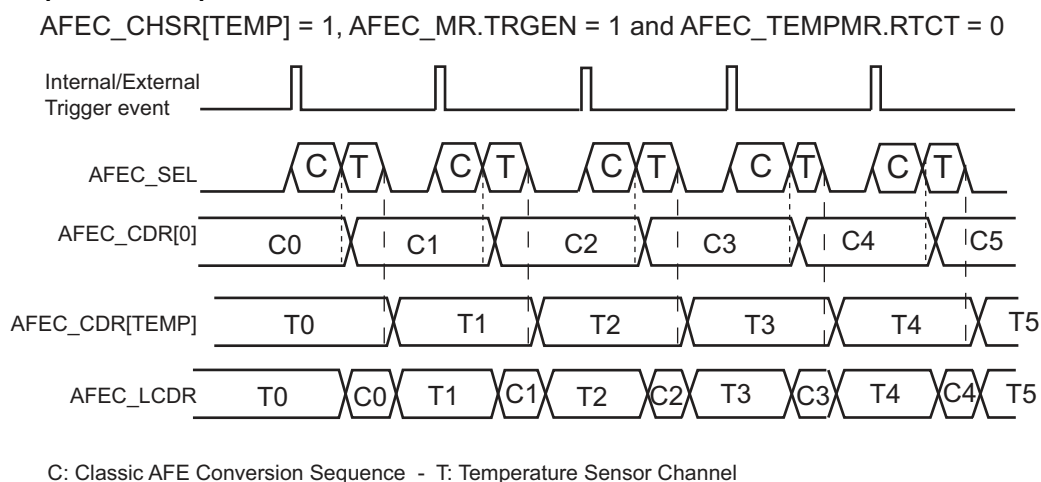 AFEC_CHSR[TEMP] = 1, AFEC_MR.TRGEN = 1 and AFEC_TEMPMR.RTCT = 0
Internal/External
Trigger event
AFEC_SEL C T C T C T C T C T
AFEC_CDR[0] C0 C1 C2 C3 C4 C5
AFEC_CDR[TEMP] T0 T1 T2 T3 T4 T5
AFEC_LCDR T0 C0 T1 C1 T2 C2 T3 C3 T4 C4 T5
C: Classic AFE Conversion Sequence - T: Temperature Sensor Channel